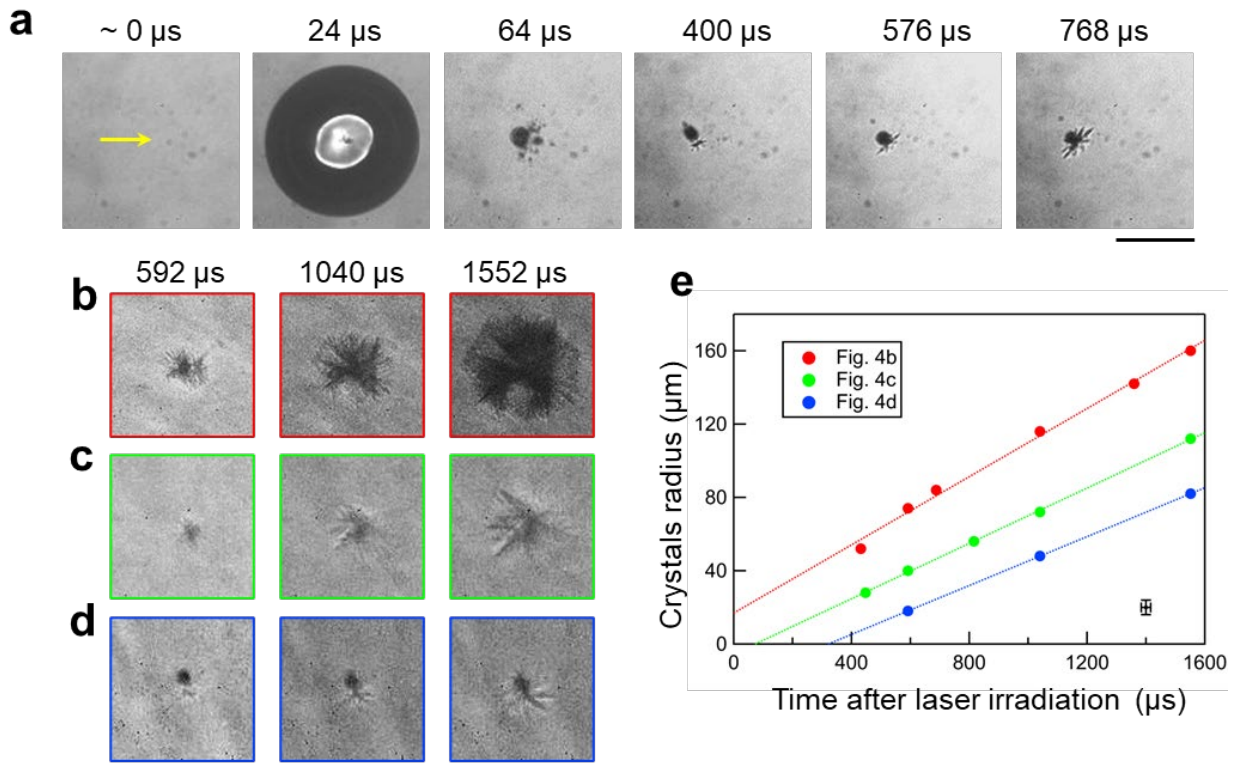 a
~ 0 µs
24 µs
64 µs
400 µs
576 µs
768 µs
b
592 µs
1040 µs
1552 µs
c
d
e
Crystals radius (µm)
160
120
80
40
0
Fig. 4b
Fig. 4c
Fig. 4d
0
400
800
1200
1600
Time after laser irradiation (µs)